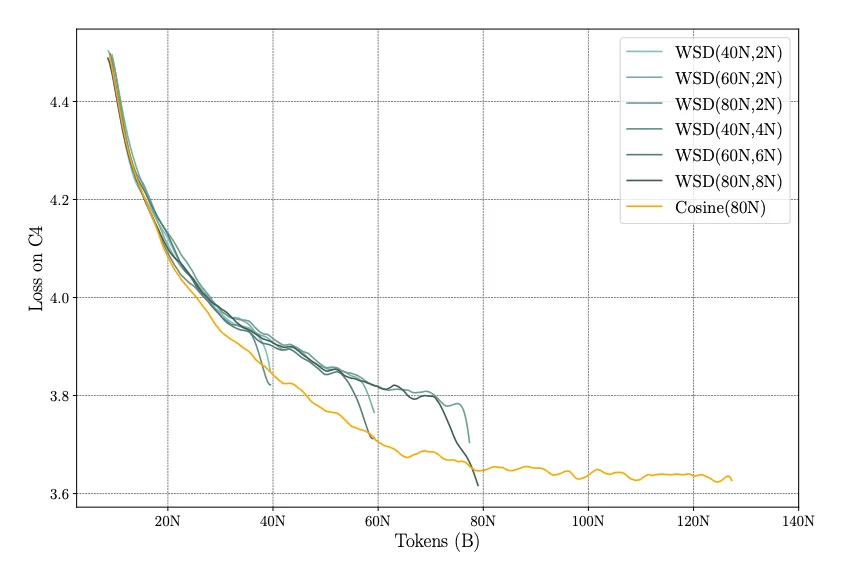 4.4
4.2
4.0
3.8
3.6
Loss on C4
WSD(40N,2N)
WSD(60N,2N)
WSD(80N,2N)
WSD(40N,4N)
WSD(60N,6N)
WSD(80N,8N)
Cosine(80N)
20N 40N 60N 80N 100N 120N 140N
Tokens (B)